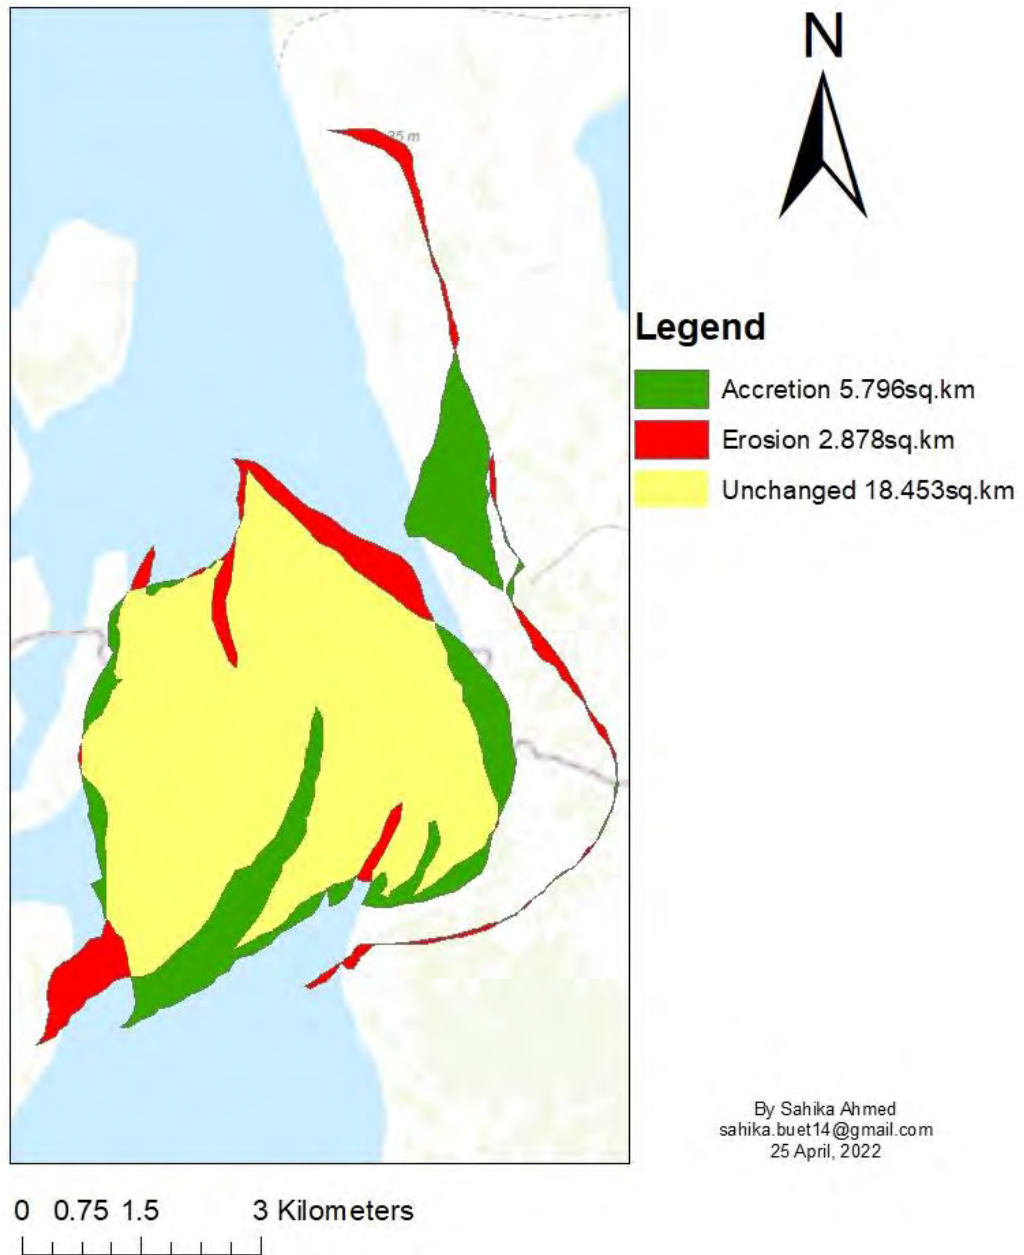 N
25 m
Legend
Accretion 5.796sq.km
Erosion 2.878sq.km
Unchanged 18.453sq.km
By Sahika Ahmed
sahika.buet14@gmail.com
25 April, 2022
0 0.75 1.5 3 Kilometers